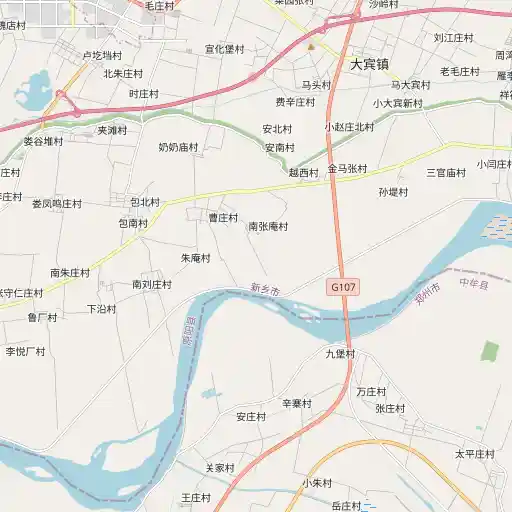 毛庄村
菜园张村
沙岭村
宣化堡村
刘江庄村
卢圪垱村
北朱庄村
大宾镇
老毛庄村
马头村
马大宾村
时庄村
费辛庄村
小大宾新村
夹滩村
安北村
小赵庄北村
娄谷堆村
奶奶庙村
安南村
小闫庄村
越西村
金马张村
三官庙村
孙堤村
娄凤鸣庄村
包北村
包南村
曹庄村
南张庵村
朱庵村
南朱庄村
南刘庄村
新乡市
G107
郑州市
中牟县
张守仁庄村
下沿村
鲁厂村
原阳县
李悦厂村
九堡村
万庄村
辛寨村
张庄村
安庄村
太平庄村
关家村
小朱村
王庄村
岳庄村